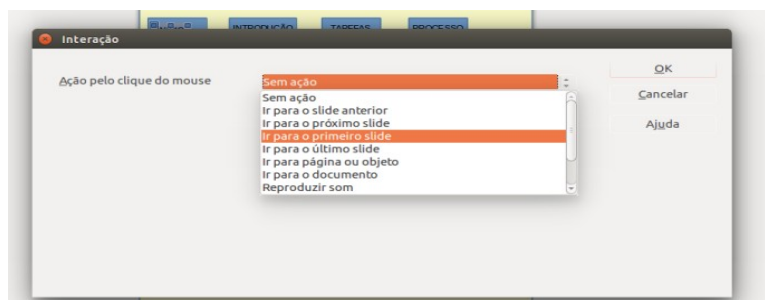 INÍCIO INTRODUÇÃO TAREFAS PROCESSO
Interação
Ação pelo clique do mouse
Sem ação
OK
Sem ação
Ir para o slide anterior
Ir para o próximo slide
Ir para o primeiro slide
Ir para o último slide
Ir para página ou objeto
Ir para o documento
Reproduzir som
Cancelar
Ajuda